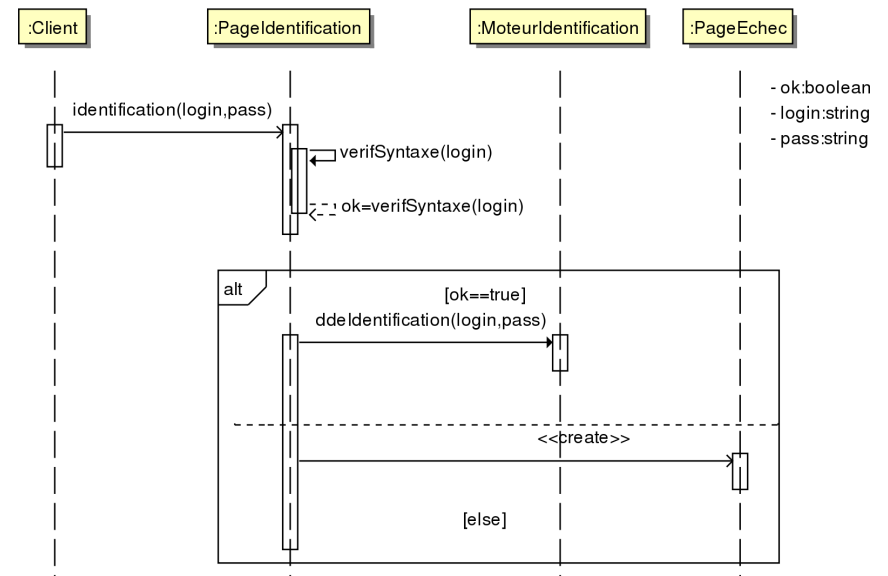 :Client
:PageIdentification
:MoteurIdentification
:PageEchec
- ok:boolean
- login:string
- pass:string
identification(login,pass)
verifSyntaxe(login)
ok=verifSyntaxe(login)
alt
[ok==true]
ddeIdentification(login,pass)
<<create>>
[else]